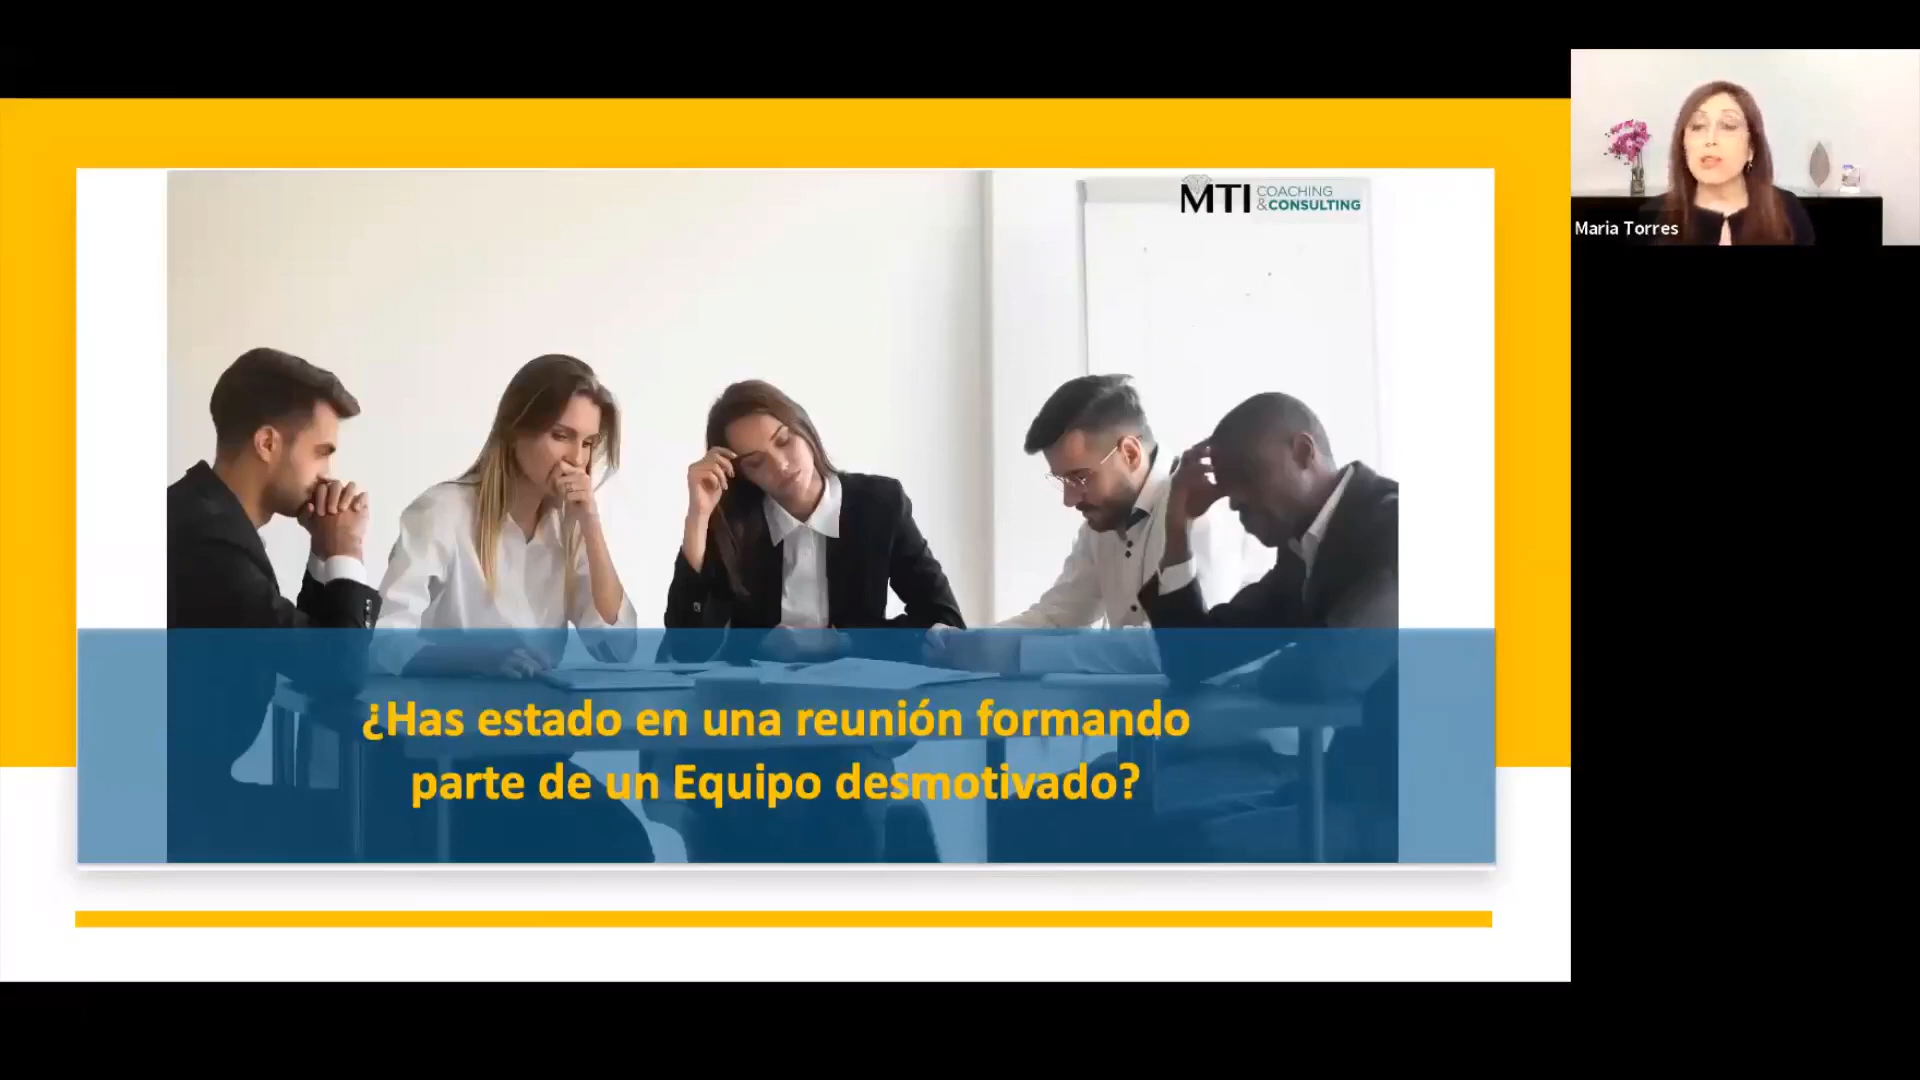 MTI COACHING
&CONSULTING
Maria Torres
¿Has estado en una reunión formando
parte de un Equipo desmotivado?